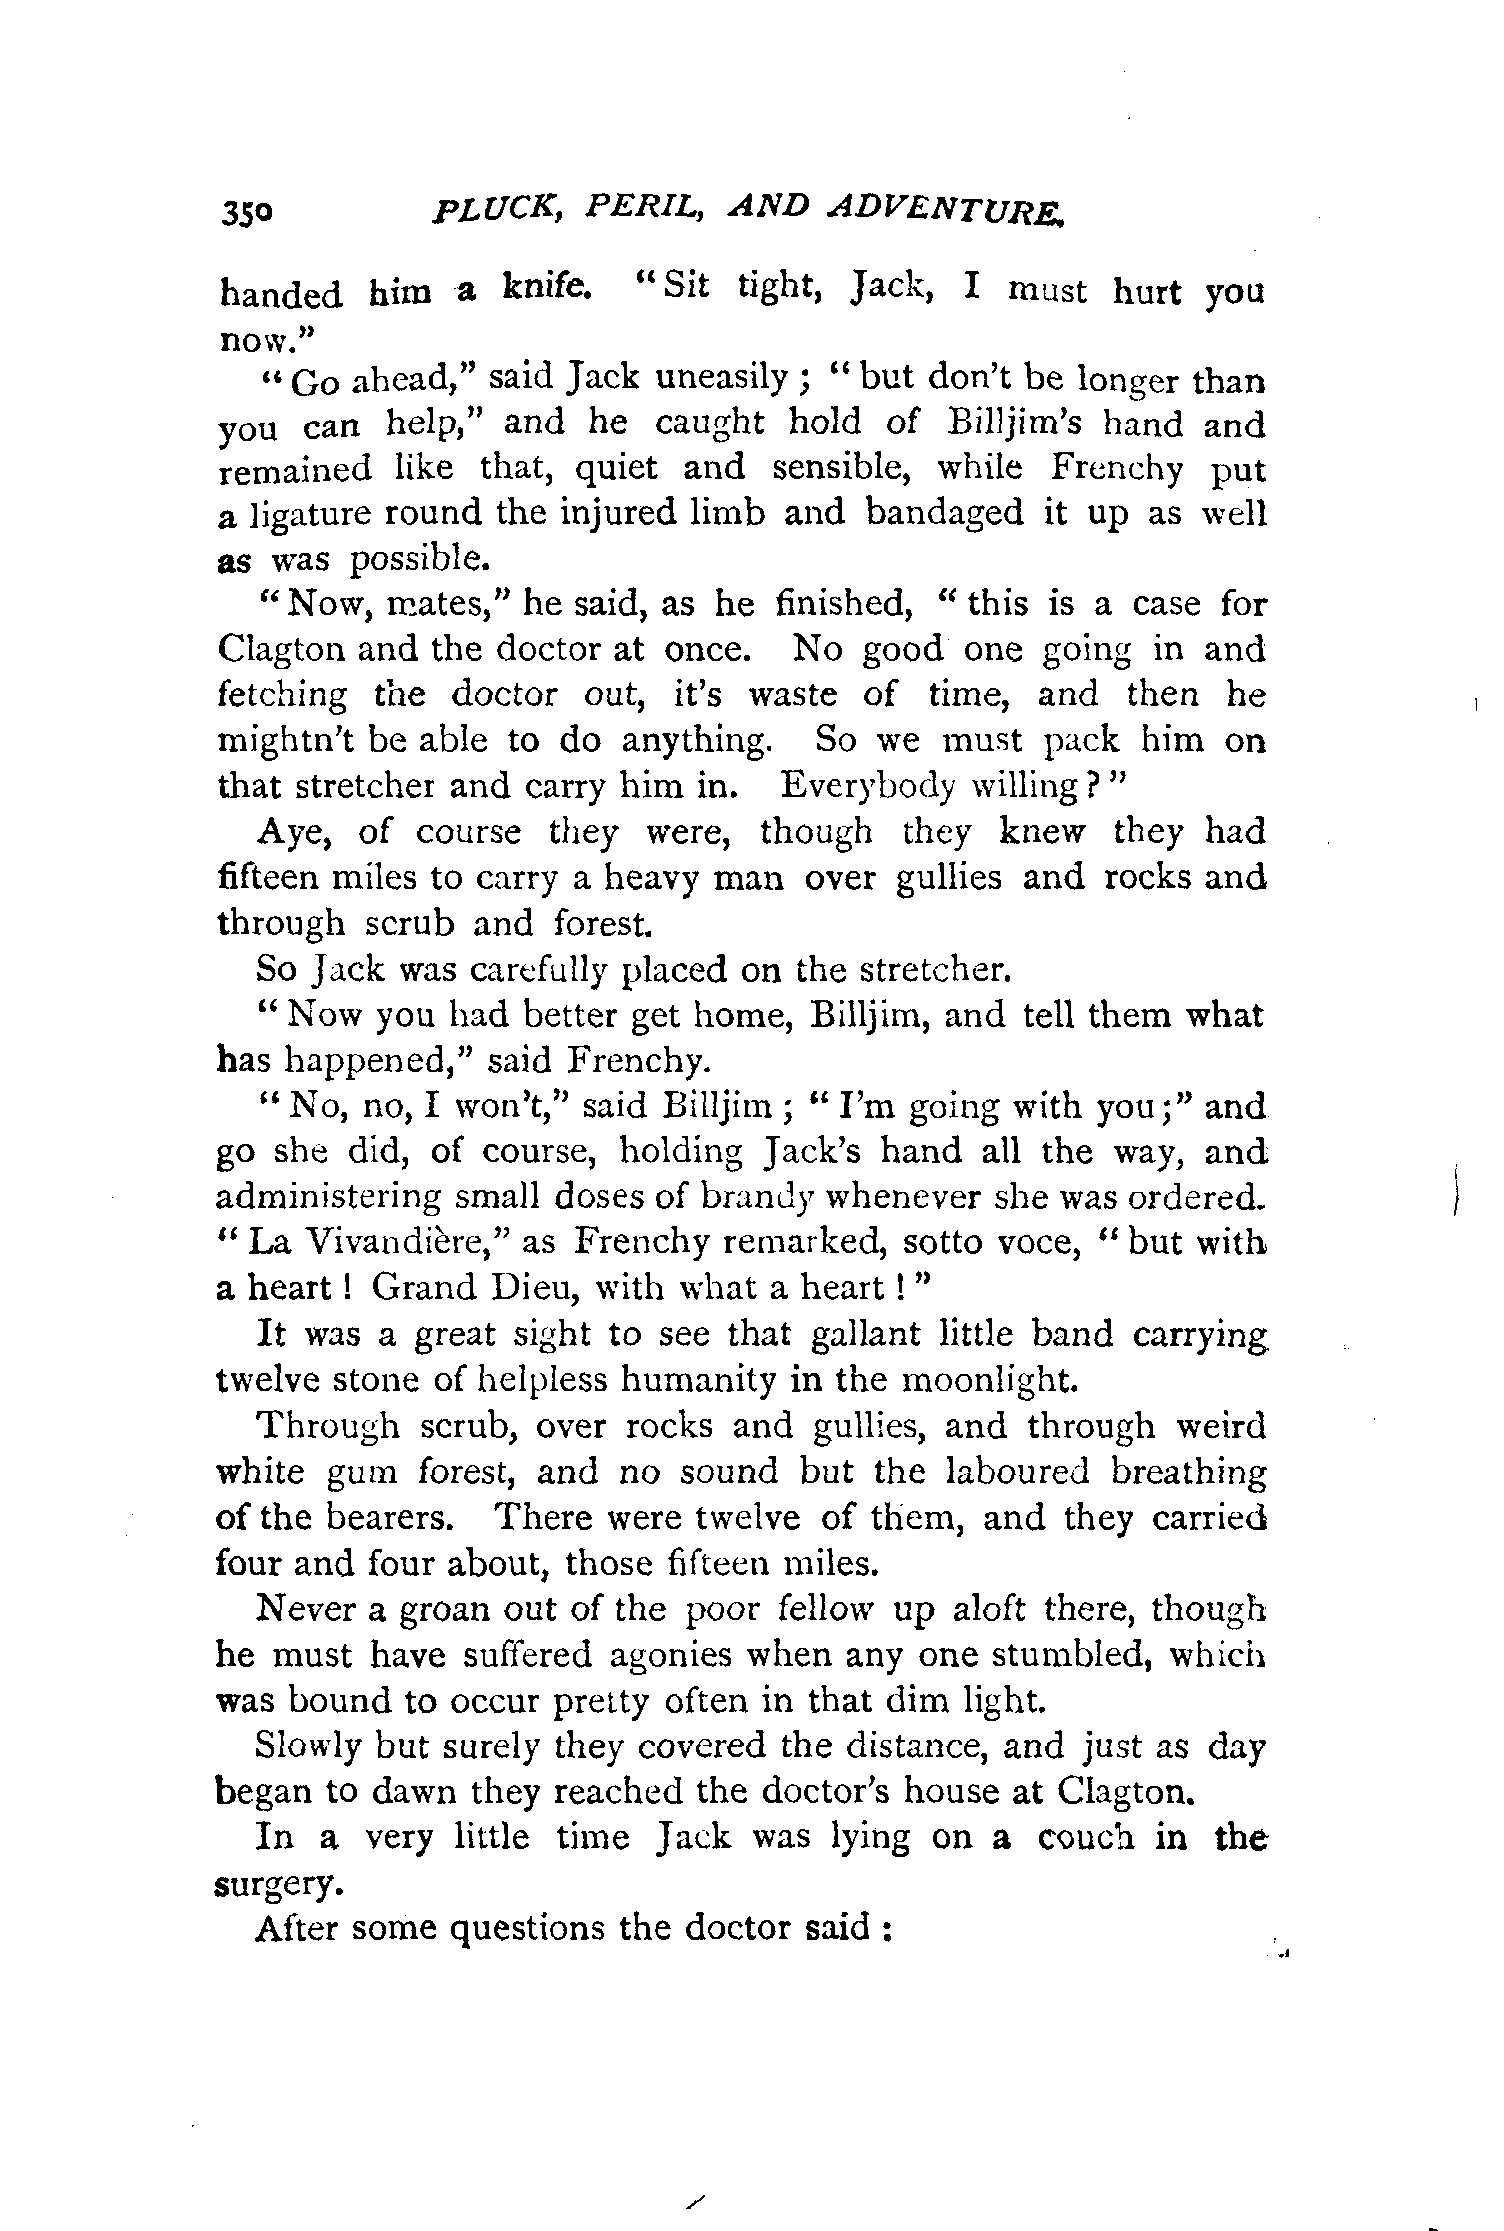 350 PLUCK, PERIL, AND ADVENTURE.
handed him a knife. "Sit tight, Jack, I must hurt you
now."
"Go ahead," said Jack uneasily; "but don't be longer than
you can help," and he caught hold of Billjim's hand and
remained like that, quiet and sensible, while Frenchy put
a ligature round the injured limb and bandaged it up as well
as was possible.
"Now, mates," he said, as he finished, "this is a case for
Clagton and the doctor at once. No good one going in and
fetching the doctor out, it's waste of time, and then he
mightn't be able to do anything. So we must pack him on
that stretcher and carry him in. Everybody willing?"
Aye, of course they were, though they knew they had
fifteen miles to carry a heavy man over gullies and rocks and
through scrub and forest.
So Jack was carefully placed on the stretcher.
"Now you had better get home, Billjim, and tell them what
has happened," said Frenchy.
"No, no, I won't," said Billjim; "I'm going with you;" and
go she did, of course, holding Jack's hand all the way, and
administering small doses of brandy whenever she was ordered.
"La Vivandière," as Frenchy remarked, sotto voce, "but with
a heart! Grand Dieu, with what a heart!"
It was a great sight to see that gallant little band carrying
twelve stone of helpless humanity in the moonlight.
Through scrub, over rocks and gullies, and through weird
white gum forest, and no sound but the laboured breathing
of the bearers. There were twelve of them, and they carried
four and four about, those fifteen miles.
Never a groan out of the poor fellow up aloft there, though
he must have suffered agonies when any one stumbled, which
was bound to occur pretty often in that dim light.
Slowly but surely they covered the distance, and just as day
began to dawn they reached the doctor's house at Clagton.
In a very little time Jack was lying on a couch in the
surgery.
After some questions the doctor said: